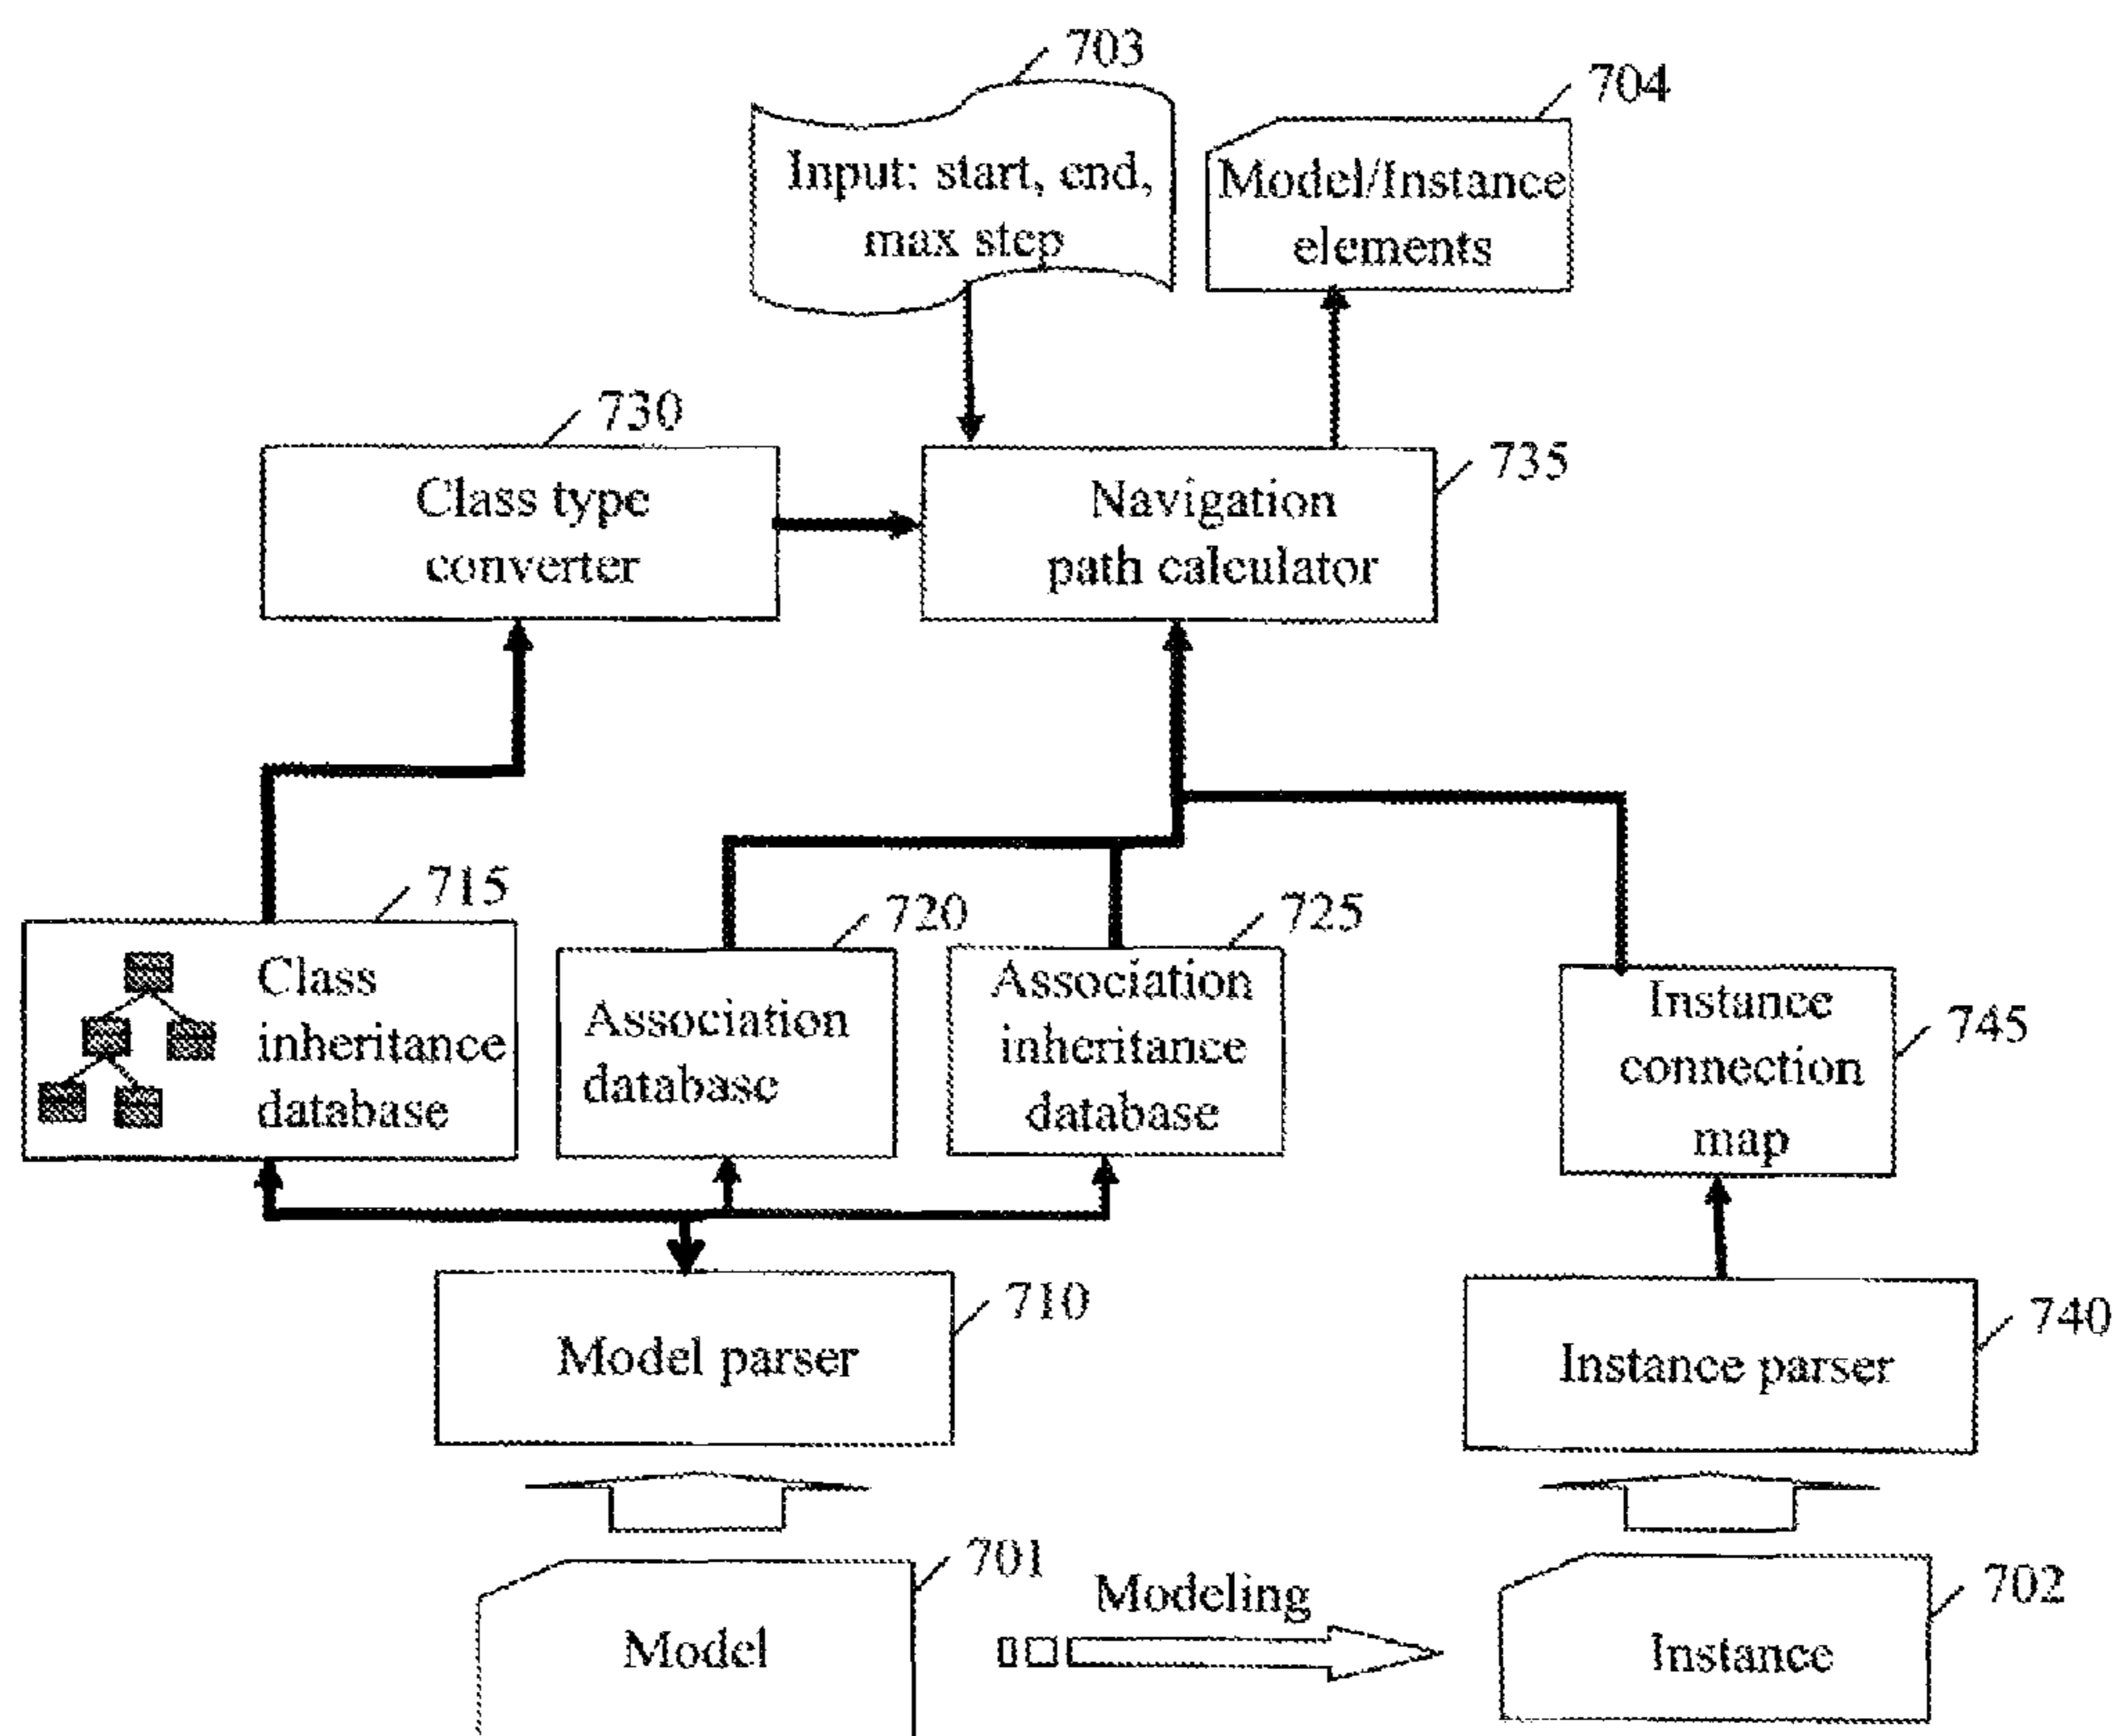 703
704
Input: start, end,
max step
Model/Instance
elements
730
735
Class type
converter
Navigation
path calculator
715
720
725
745
Class
inheritance
database
Association
database
Association
inheritance
database
Instance
connection
map
710
740
Model parser
Instance parser
701
702
Modeling
Model
Instance